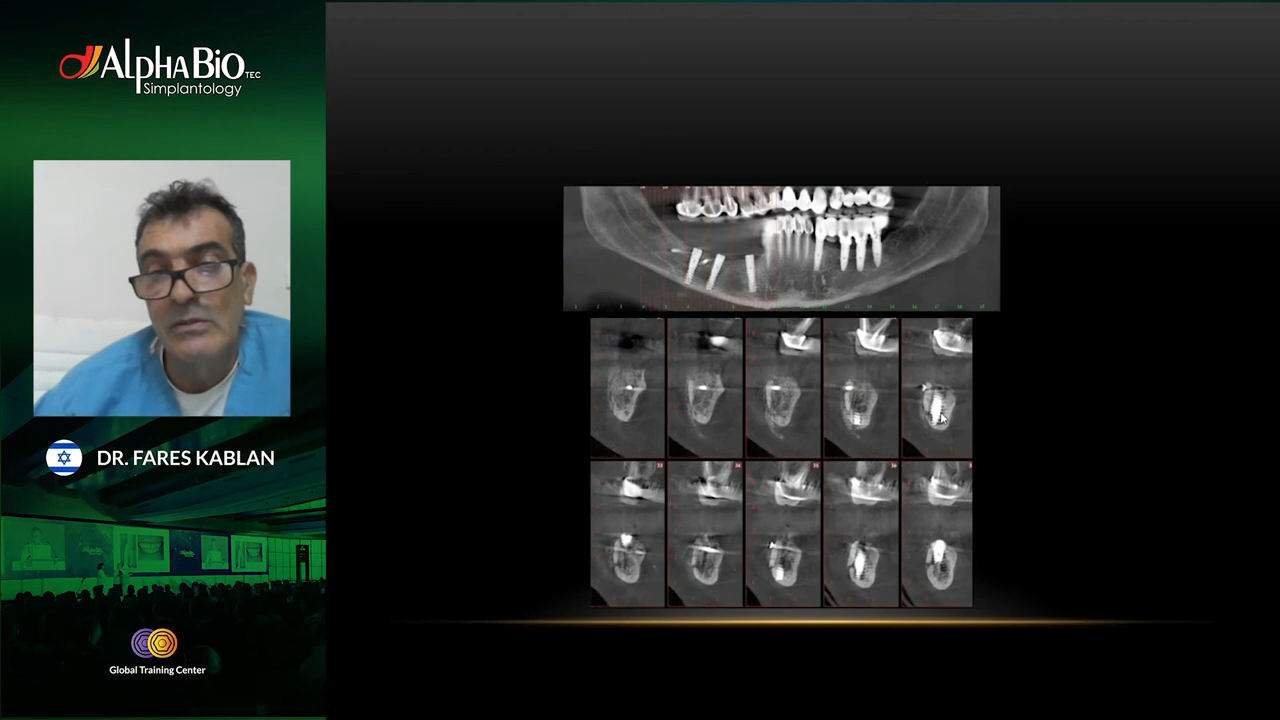 AlphaBio TEC
Simplantology
DR. FARES KABLAN
Global Training Center